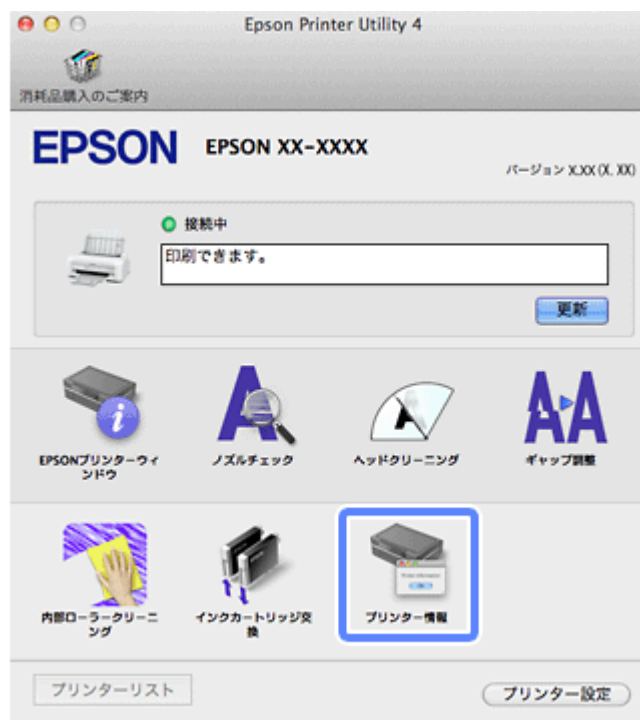 Epson Printer Utility 4
消耗品購入のご案内
EPSON EPSON XX-XXXX
バージョン X.XX (X. XX)
接続中
印刷できます。
更新
EPSONプリンターウィ
ンドウ
ノズルチェック
ヘッドクリーニング
ギャップ調整
内部ローラークリーニ
ング
インクカートリッジ交
換
プリンター情報
プリンターリスト
プリンター設定